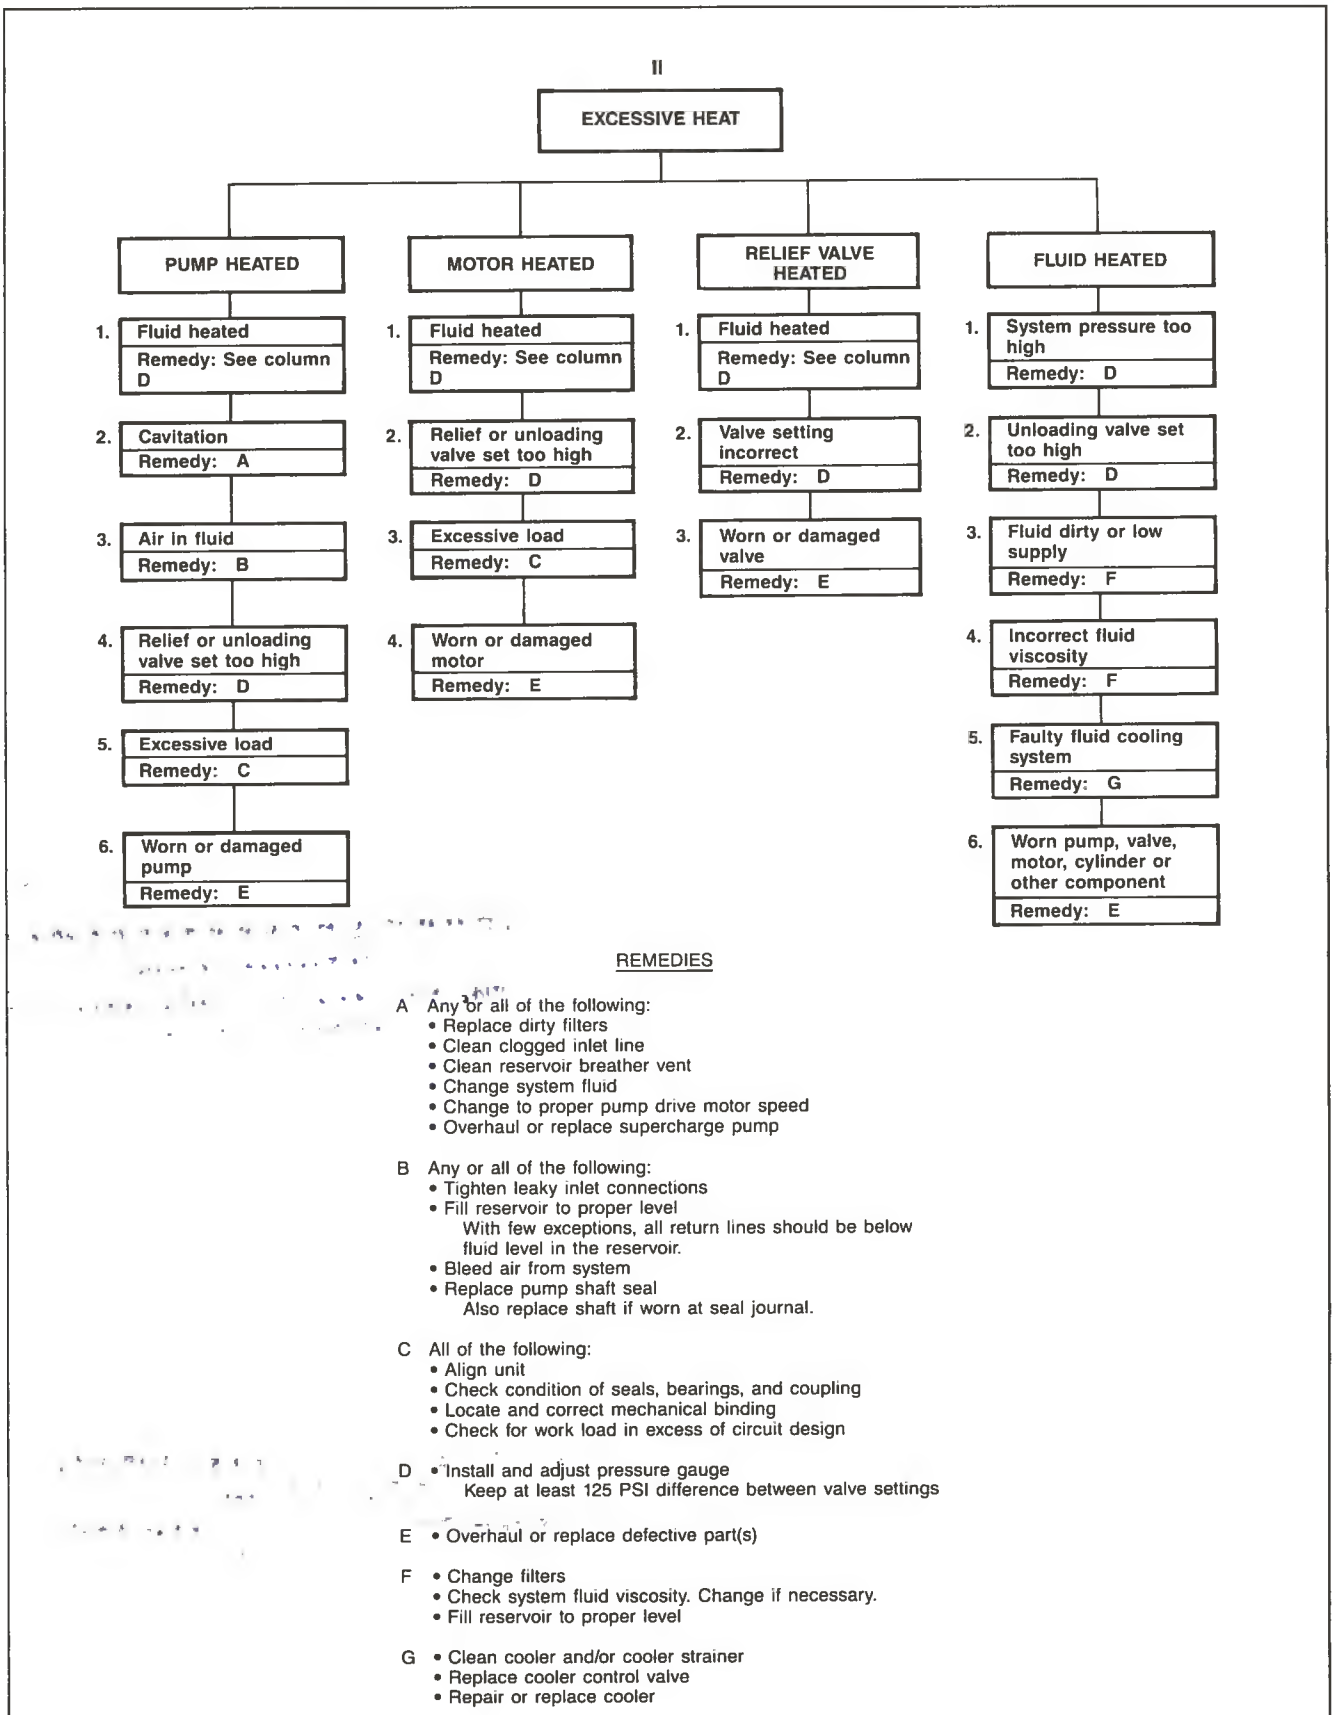 II
EXCESSIVE HEAT
PUMP HEATED
1. Fluid heated
Remedy: See column
D
2. Cavitation
Remedy: A
3. Air in fluid
Remedy: B
4. Relief or unloading
valve set too high
Remedy: D
5. Excessive load
Remedy: C
6. Worn or damaged
pump
Remedy: E
MOTOR HEATED
1. Fluid heated
Remedy: See column
D
2. Relief or unloading
valve set too high
Remedy: D
3. Excessive load
Remedy: C
4. Worn or damaged
motor
Remedy: E
RELIEF VALVE
HEATED
1. Fluid heated
Remedy: See column
D
2. Valve setting
incorrect
Remedy: D
3. Worn or damaged
valve
Remedy: E
FLUID HEATED
1. System pressure too
high
Remedy: D
2. Unloading valve set
too high
Remedy: D
3. Fluid dirty or low
supply
Remedy: F
4. Incorrect fluid
viscosity
Remedy: F
5. Faulty fluid cooling
system
Remedy: G
6. Worn pump, valve,
motor, cylinder or
other component
Remedy: E
REMEDIES
A Any or all of the following:
• Replace dirty filters
• Clean clogged inlet line
• Clean reservoir breather vent
• Change system fluid
• Change to proper pump drive motor speed
• Overhaul or replace supercharge pump
B Any or all of the following:
• Tighten leaky inlet connections
• Fill reservoir to proper level
With few exceptions, all return lines should be below
fluid level in the reservoir.
• Bleed air from system
• Replace pump shaft seal
Also replace shaft if worn at seal journal.
C All of the following:
• Align unit
• Check condition of seals, bearings, and coupling
• Locate and correct mechanical binding
• Check for work load in excess of circuit design
D • Install and adjust pressure gauge
Keep at least 125 PSI difference between valve settings
E • Overhaul or replace defective part(s)
F • Change filters
• Check system fluid viscosity. Change if necessary.
• Fill reservoir to proper level
G • Clean cooler and/or cooler strainer
• Replace cooler control valve
• Repair or replace cooler